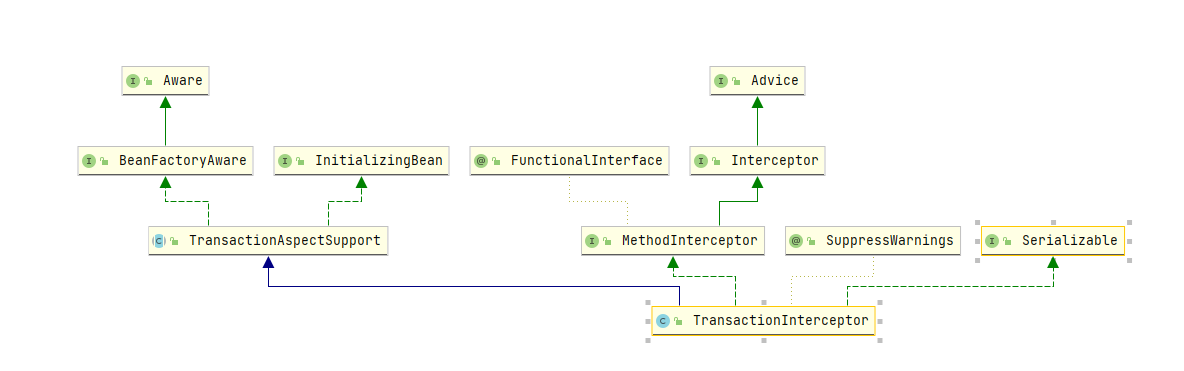 I Aware
I Advice
I BeanFactoryAware
I InitializingBean
@ FunctionalInterface
I Interceptor
C TransactionAspectSupport
I MethodInterceptor
@ SuppressWarnings
I Serializable
C TransactionInterceptor